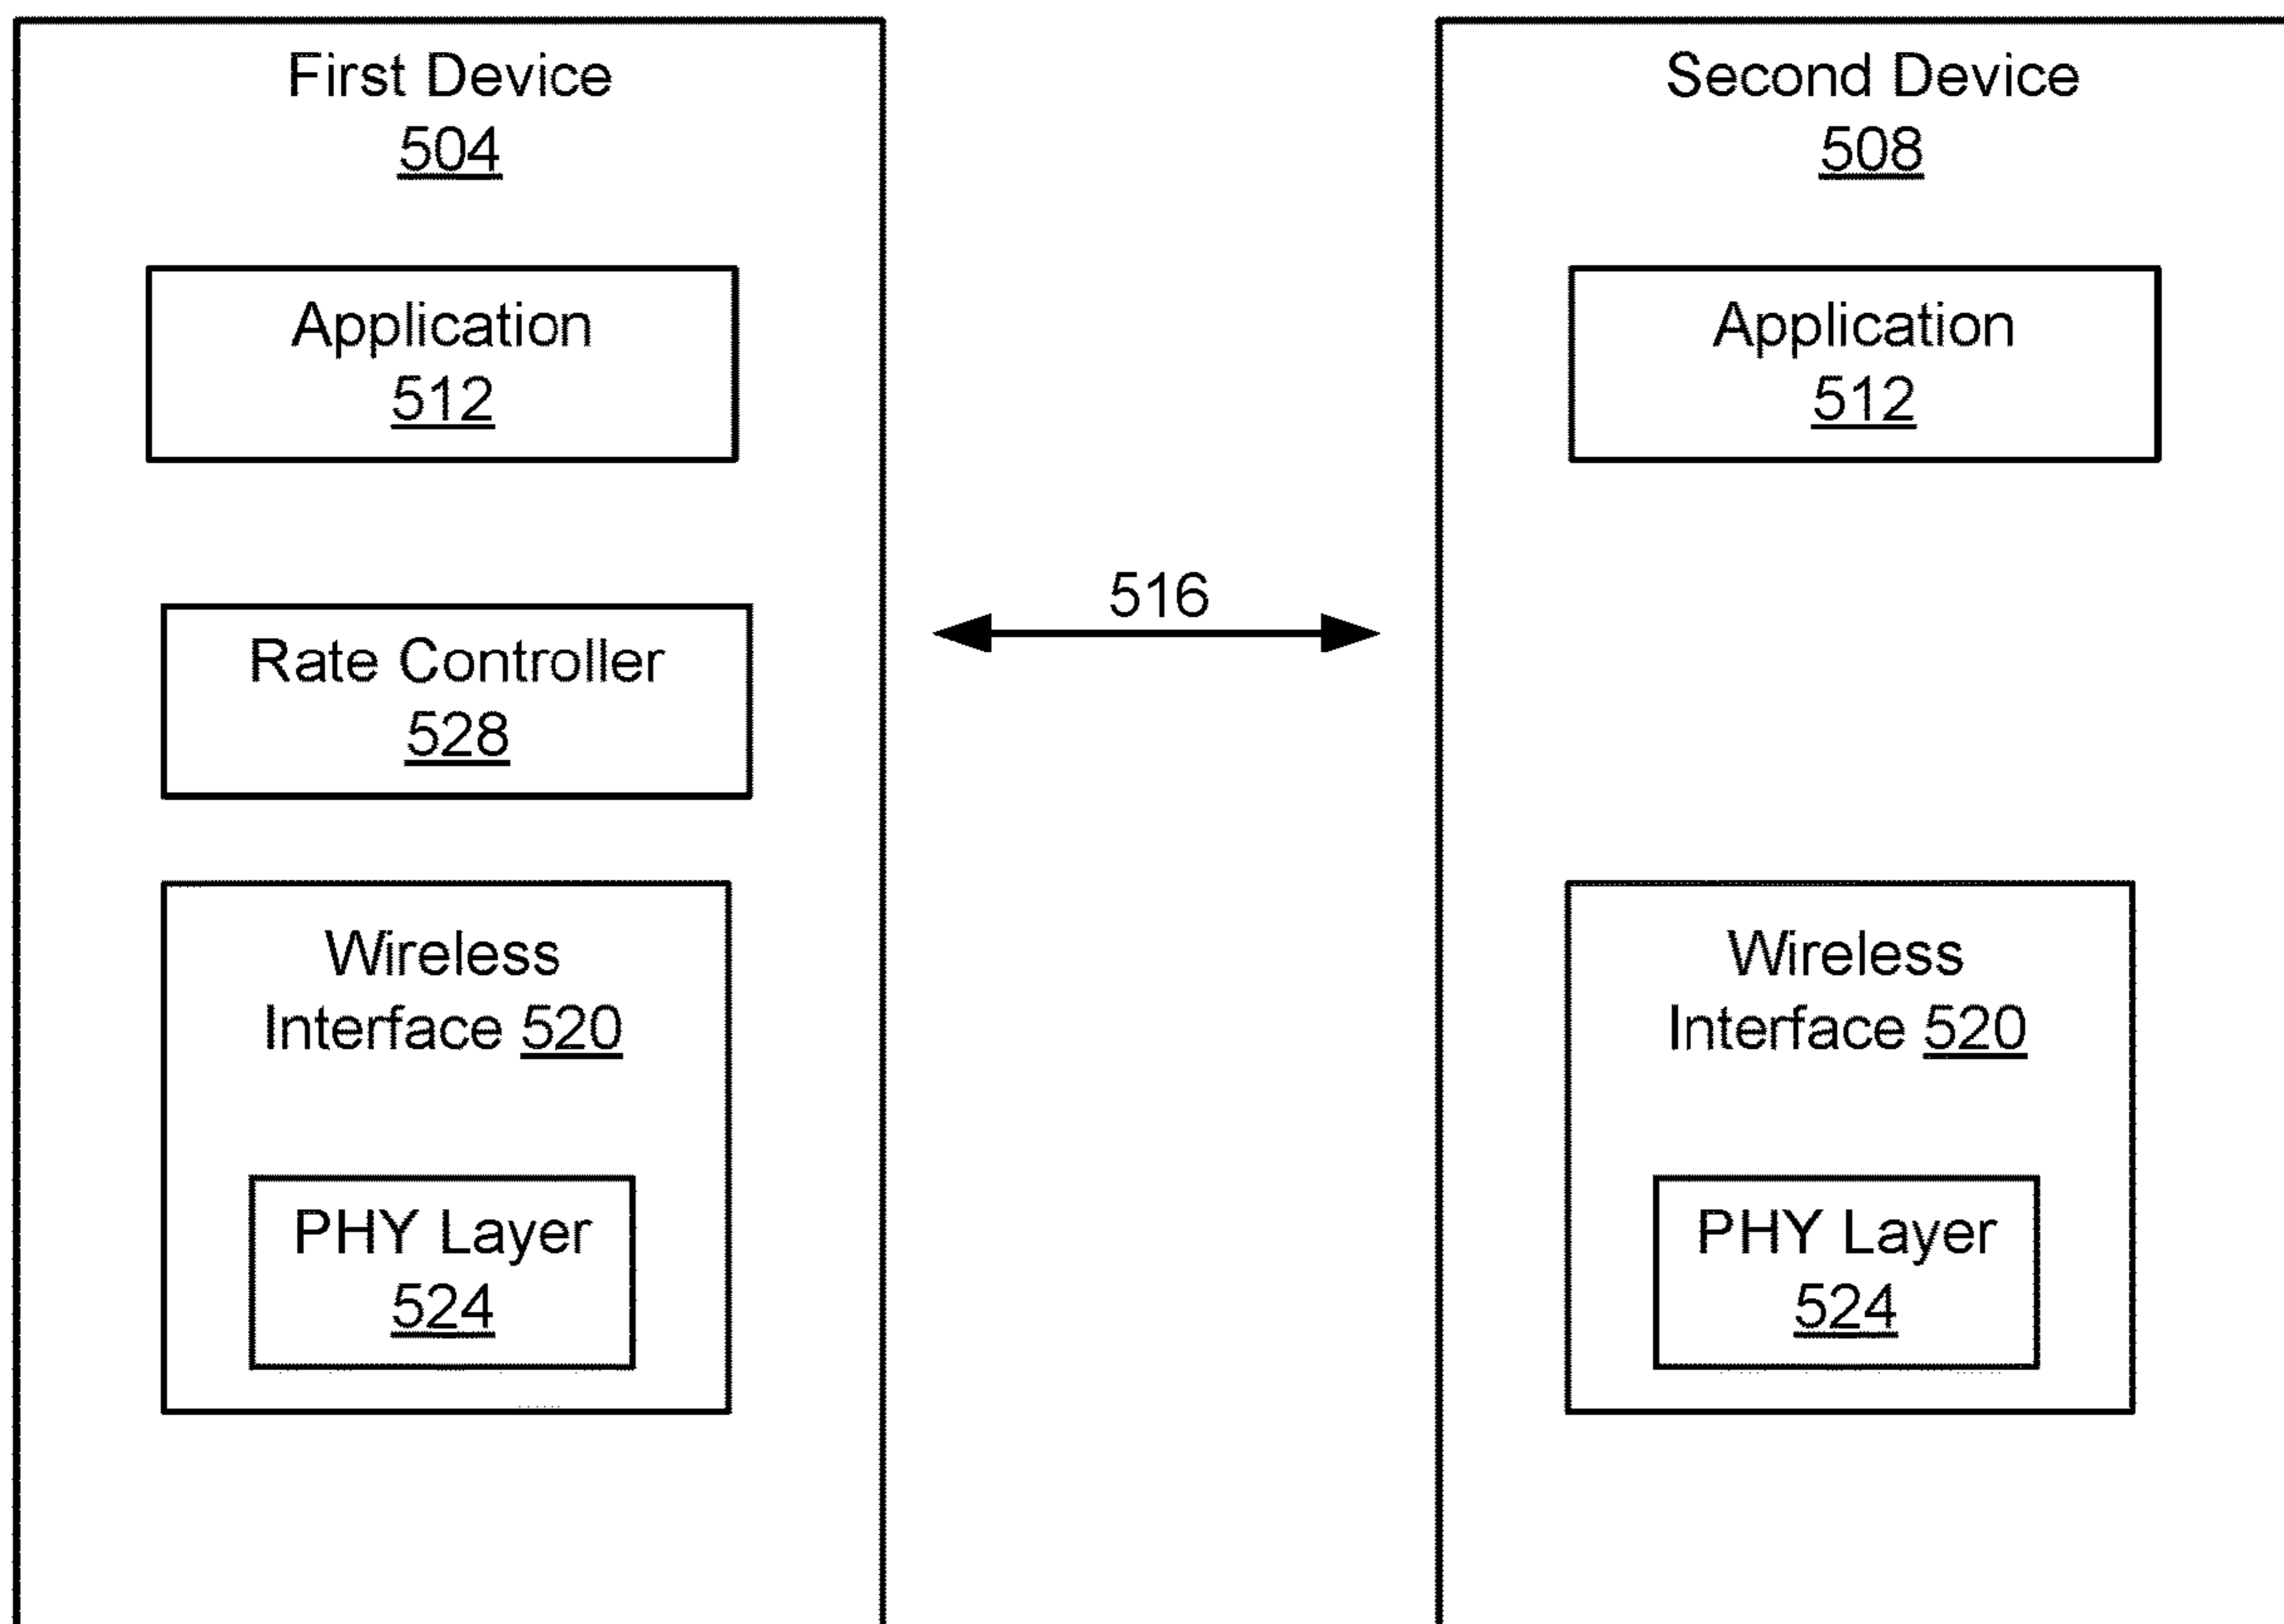 First Device
504
Application
512
Rate Controller
528
Wireless
Interface 520
PHY Layer
524
516
Second Device
508
Application
512
Wireless
Interface 520
PHY Layer
524